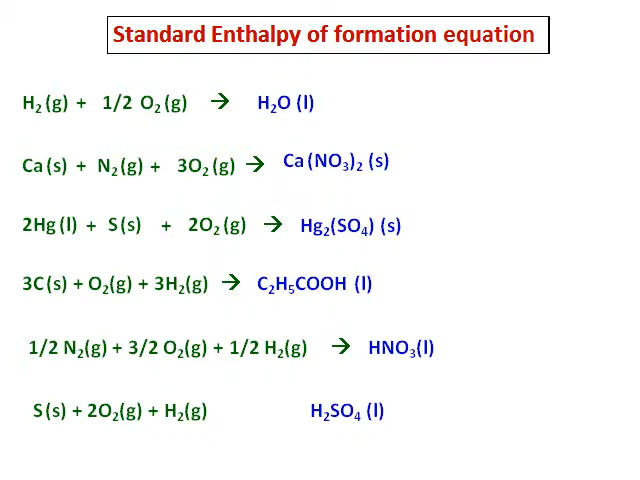 Standard Enthalpy of formation equation
H₂(g) + 1/2 O₂(g) → H₂O (l)
Ca(s) + N₂(g) + 3O₂(g) → Ca(NO₃)₂ (s)
2Hg(l) + S(s) + 2O₂(g) → Hg₂(SO₄) (s)
3C(s) + O₂(g) + 3H₂(g) → C₂H₅COOH (l)
1/2 N₂(g) + 3/2 O₂(g) + 1/2 H₂(g) → HNO₃(l)
S(s) + 2O₂(g) + H₂(g) H₂SO₄ (l)